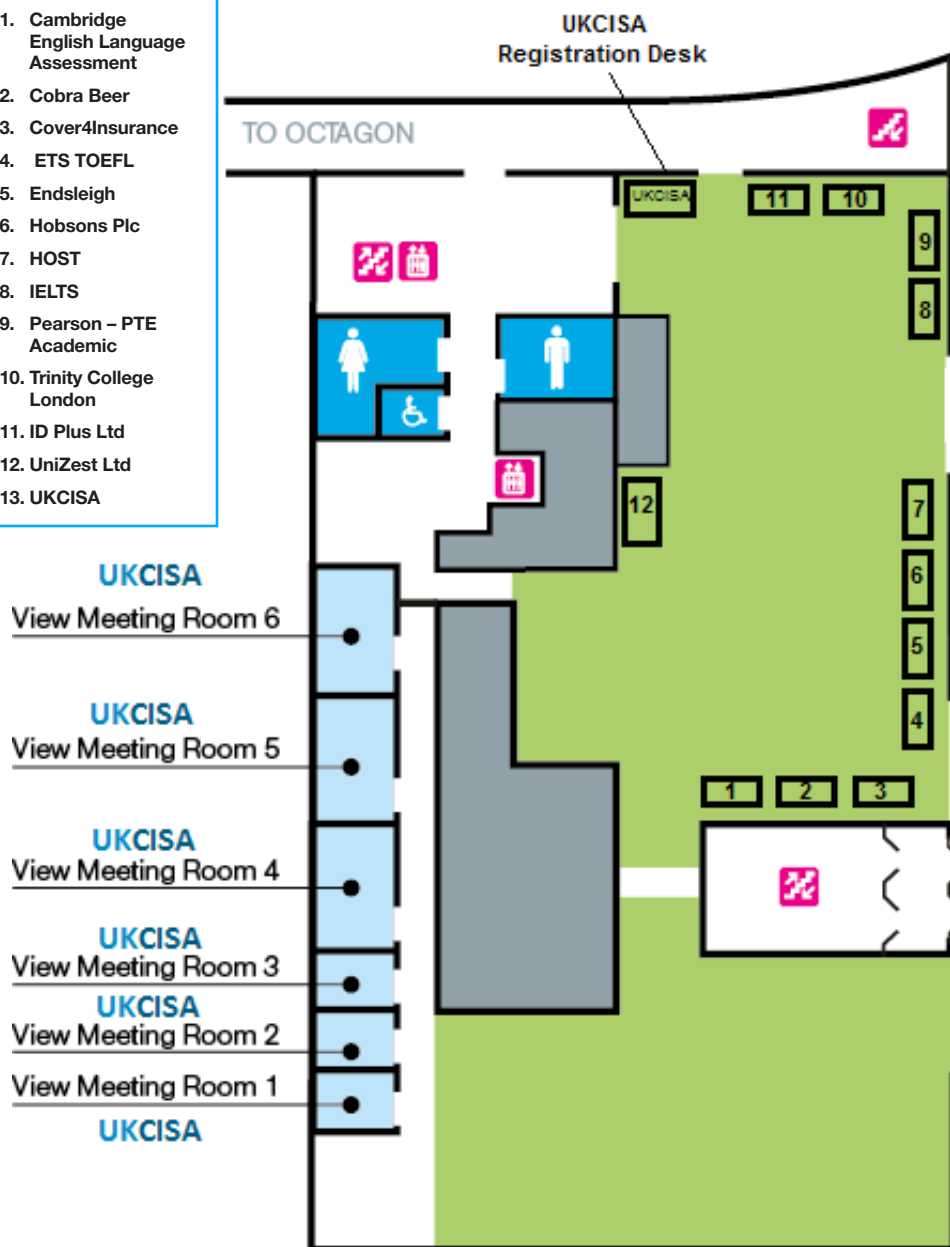 1. Cambridge
English Language
Assessment
2. Cobra Beer
3. Cover4Insurance
4. ETS TOEFL
5. Endsleigh
6. Hobsons Plc
7. HOST
8. IELTS
9. Pearson – PTE
Academic
10. Trinity College
London
11. ID Plus Ltd
12. UniZest Ltd
13. UKCISA
UKCISA
Registration Desk
TO OCTAGON
UKCISA
11
10
9
8
12
7
6
5
4
1
2
3
UKCISA
View Meeting Room 6
UKCISA
View Meeting Room 5
UKCISA
View Meeting Room 4
UKCISA
View Meeting Room 3
UKCISA
View Meeting Room 2
View Meeting Room 1
UKCISA